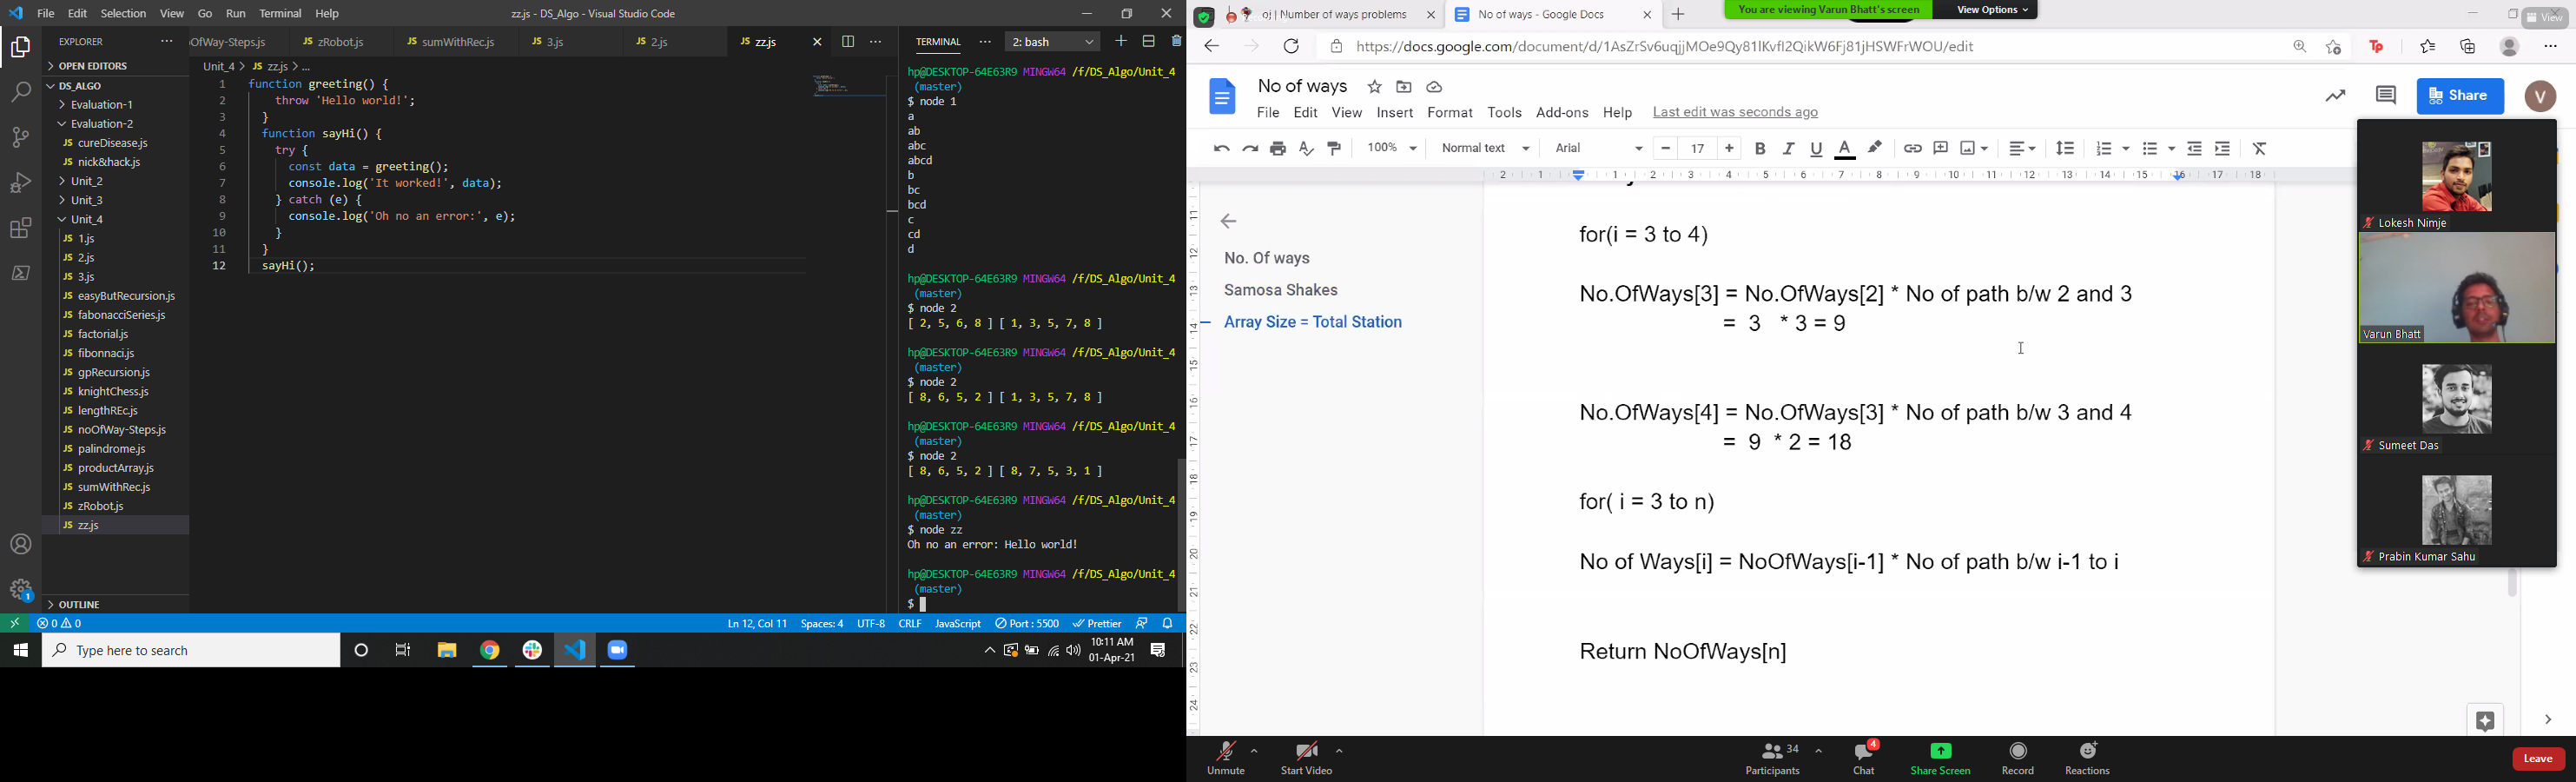 File Edit Selection View Go Run Terminal Help
zz.js - DS_Algo - Visual Studio Code
EXPLORER
OPEN EDITORS
DS_ALGO
Evaluation-1
Evaluation-2
JS cureDisease.js
JS nick&hack.js
Unit_2
Unit_3
Unit_4
JS 1.js
JS 2.js
JS 3.js
JS easyButRecursion.js
JS fabonacciSeries.js
JS factorial.js
JS fibonnaci.js
JS gpRecursion.js
JS knightChess.js
JS lengthREc.js
JS noOfWay-Steps.js
JS palindrome.js
JS productArray.js
JS sumWithRec.js
JS zRobot.js
JS zz.js
OUTLINE
OfWay-Steps.js
JS zRobot.js
JS sumWithRec.js
JS 3.js
JS 2.js
JS zz.js
Unit_4 > JS zz.js > ...
1 function greeting() {
2 throw 'Hello world!';
3 }
4 function sayHi() {
5 try {
6 const data = greeting();
7 console.log('It worked!', data);
8 } catch (e) {
9 console.log('Oh no an error:', e);
10 }
11 }
12 sayHi();
TERMINAL
2: bash
hp@DESKTOP-64E63R9 MINGW64 /f/DS_Algo/Unit_4
(master)
$ node 1
a
ab
abc
abcd
b
bc
bcd
c
cd
d
hp@DESKTOP-64E63R9 MINGW64 /f/DS_Algo/Unit_4
(master)
$ node 2
[ 2, 5, 6, 8 ] [ 1, 3, 5, 7, 8 ]
hp@DESKTOP-64E63R9 MINGW64 /f/DS_Algo/Unit_4
(master)
$ node 2
[ 8, 6, 5, 2 ] [ 1, 3, 5, 7, 8 ]
hp@DESKTOP-64E63R9 MINGW64 /f/DS_Algo/Unit_4
(master)
$ node 2
[ 8, 6, 5, 2 ] [ 8, 7, 5, 3, 1 ]
hp@DESKTOP-64E63R9 MINGW64 /f/DS_Algo/Unit_4
(master)
$ node zz
Oh no an error: Hello world!
hp@DESKTOP-64E63R9 MINGW64 /f/DS_Algo/Unit_4
(master)
$
0 0
Ln 12, Col 11 Spaces: 4 UTF-8 CRLF JavaScript Port : 5500 Prettier
Type here to search
10:11 AM
01-Apr-21
oj | Number of ways problems
No of ways - Google Docs
You are viewing Varun Bhatt's screen
View Options
View
https://docs.google.com/document/d/1AsZrSv6uqjjMOe9Qy81lKvfI2QikW6Fj81jHSWFrWOU/edit
No of ways
File Edit View Insert Format Tools Add-ons Help
Last edit was seconds ago
Share
V
100% Normal text Arial 17
No. Of ways
Samosa Shakes
Array Size = Total Station
for(i = 3 to 4)
No.OfWays[3] = No.OfWays[2] * No of path b/w 2 and 3
= 3 * 3 = 9
No.OfWays[4] = No.OfWays[3] * No of path b/w 3 and 4
= 9 * 2 = 18
for( i = 3 to n)
No of Ways[i] = NoOfWays[i-1] * No of path b/w i-1 to i
Return NoOfWays[n]
Lokesh Nimje
Varun Bhatt
Sumeet Das
Prabin Kumar Sahu
Unmute
Start Video
Participants 34
Chat 4
Share Screen
Record
Reactions
Leave